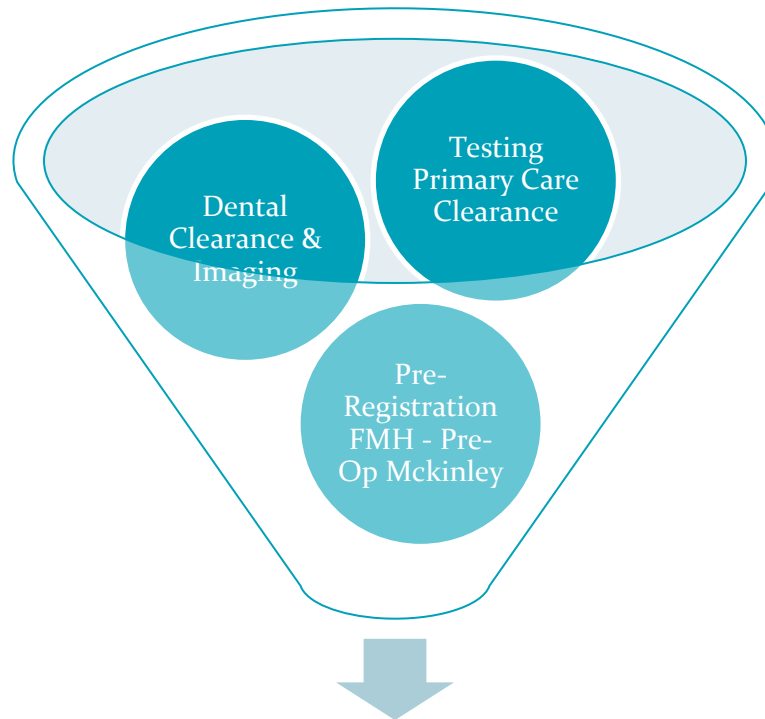 Testing
Primary Care
Clearance
Dental
Clearance &
Imaging
Pre-
Registration
FMH - Pre-
Op Mckinley